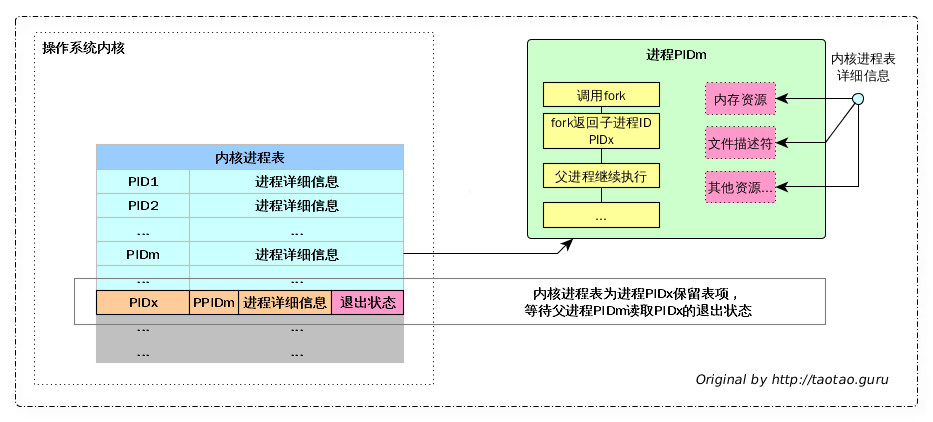 操作系统内核
内核进程表
PID1 进程详细信息
PID2 进程详细信息
... ...
PIDm 进程详细信息
... ...
PIDx PPIDm 进程详细信息 退出状态
... ...
... ...
进程PIDm
调用fork
fork返回子进程ID
PIDx
父进程继续执行
...
内存资源
文件描述符
其他资源...
内核进程表
详细信息
内核进程表为进程PIDx保留表项，
等待父进程PIDm读取PIDx的退出状态
Original by http://taotao.guru